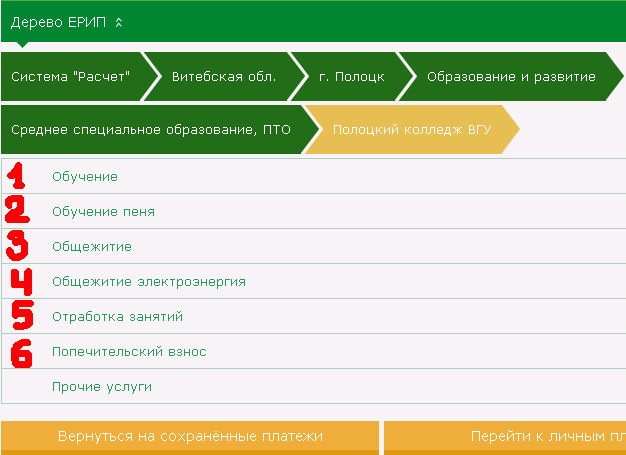 Дерево ЕРИП
Система "Расчет" Витебская обл. г. Полоцк Образование и развитие
Среднее специальное образование, ПТО Полоцкий колледж ВГУ
1 Обучение
2 Обучение пеня
3 Общежитие
4 Общежитие электроэнергия
5 Отработка занятий
6 Попечительский взнос
Прочие услуги
Вернуться на сохранённые платежи Перейти к личным пл